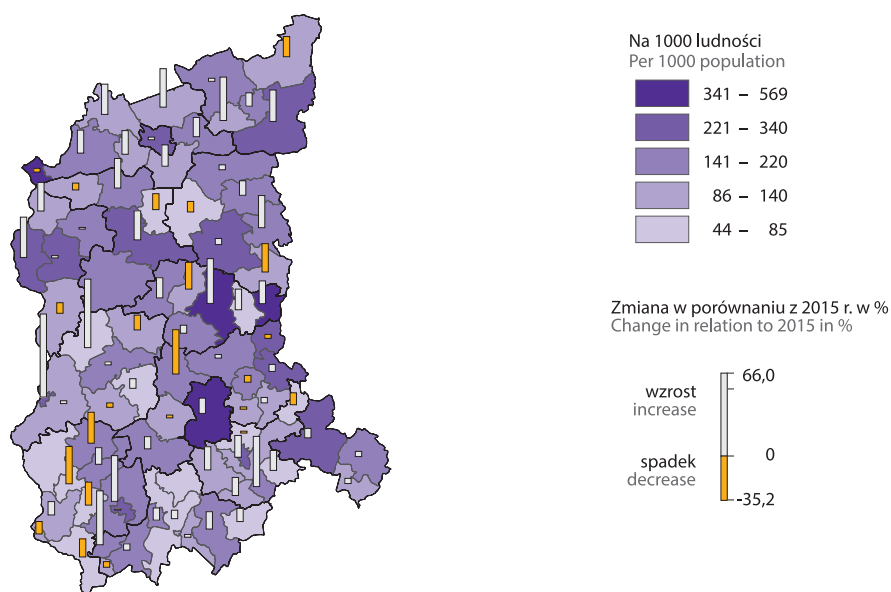 Na 1000 ludności
Per 1000 population
341 – 569
221 – 340
141 – 220
86 – 140
44 – 85
Zmiana w porównaniu z 2015 r. w %
Change in relation to 2015 in %
66,0
wzrost
increase
0
spadek
decrease
-35,2